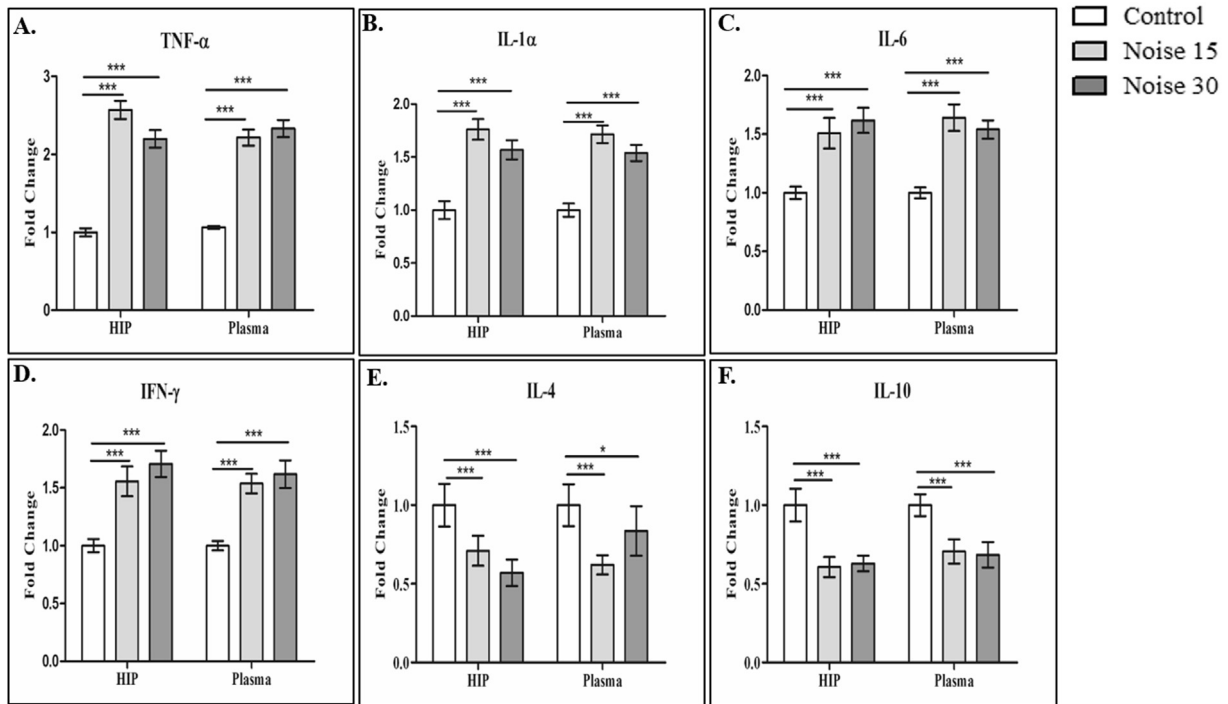 A.
TNF-α
Fold Change
3
2
1
0
***
***
***
***
HIP
Plasma
B.
IL-1α
Fold Change
2.0
1.5
1.0
0.5
0.0
***
***
***
***
HIP
Plasma
C.
IL-6
Fold Change
2.0
1.5
1.0
0.5
0.0
***
***
***
***
HIP
Plasma
Control
Noise 15
Noise 30
D.
IFN-γ
Fold Change
2.0
1.5
1.0
0.5
0.0
***
***
***
***
HIP
Plasma
E.
IL-4
Fold Change
1.5
1.0
0.5
0.0
***
***
*
***
HIP
Plasma
F.
IL-10
Fold Change
1.5
1.0
0.5
0.0
***
***
***
***
HIP
Plasma